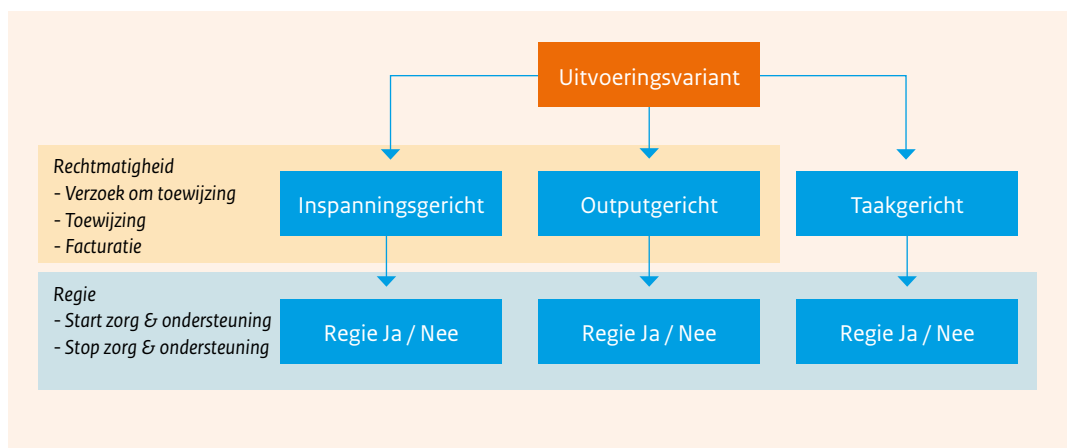 Uitvoeringsvariant
Rechtmatigheid
- Verzoek om toewijzing
- Toewijzing
- Facturatie
Inspanningsgericht
Outputgericht
Taakgericht
Regie
- Start zorg & ondersteuning
- Stop zorg & ondersteuning
Regie Ja / Nee
Regie Ja / Nee
Regie Ja / Nee